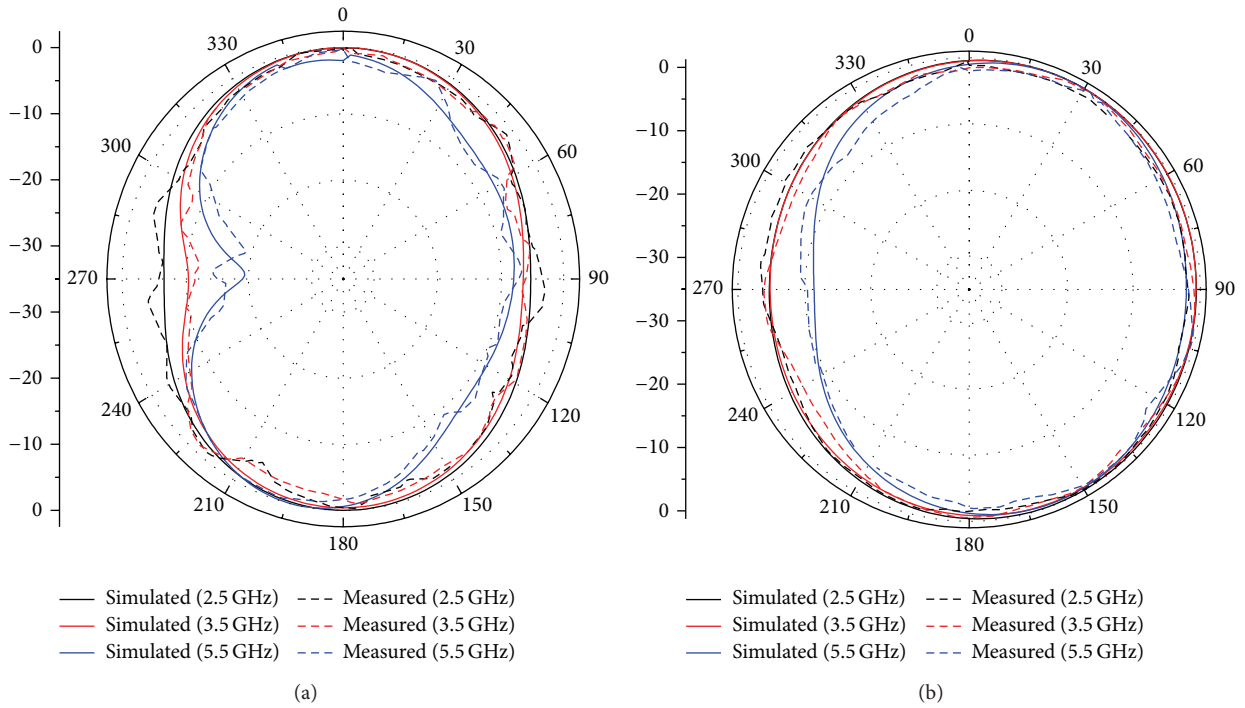 0
−10
−20
−30
−30
−20
−10
0
0
30
60
90
120
150
180
210
240
270
300
330
Simulated (2.5 GHz)
Simulated (3.5 GHz)
Simulated (5.5 GHz)
Measured (2.5 GHz)
Measured (3.5 GHz)
Measured (5.5 GHz)
(a)
0
−10
−20
−30
−30
−20
−10
0
0
30
60
90
120
150
180
210
240
270
300
330
Simulated (2.5 GHz)
Simulated (3.5 GHz)
Simulated (5.5 GHz)
Measured (2.5 GHz)
Measured (3.5 GHz)
Measured (5.5 GHz)
(b)